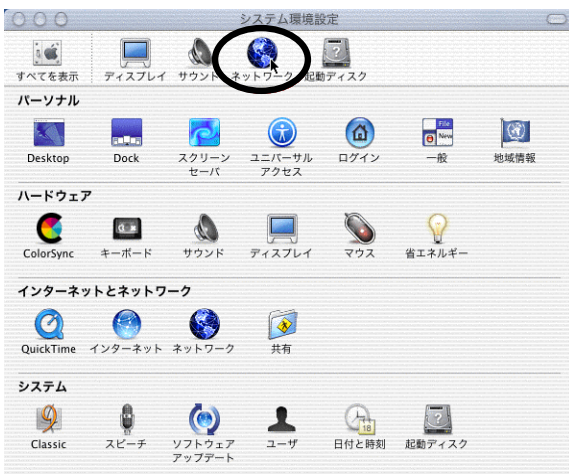 システム環境設定
すべてを表示 ディスプレイ サウンド ネットワーク 起動ディスク
パーソナル
Desktop Dock スクリーン ユニバーサル ログイン 一般 地域情報
セーバ アクセス
File
New
ハードウェア
ColorSync キーボード サウンド ディスプレイ マウス 省エネルギー
インターネットとネットワーク
QuickTime インターネット ネットワーク 共有
システム
18
Classic スピーチ ソフトウェア ユーザ 日付と時刻 起動ディスク
アップデート